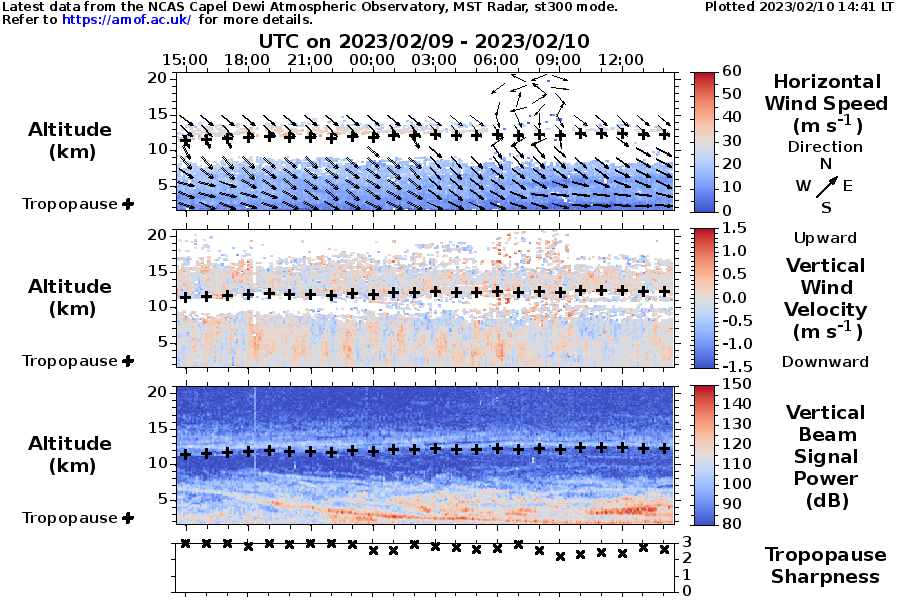 Latest data from the NCAS Capel Dewi Atmospheric Observatory, MST Radar, st300 mode.
Plotted 2023/02/10 14:41 LT
Refer to https://amof.ac.uk/ for more details.
UTC on 2023/02/09 - 2023/02/10
15:00 18:00 21:00 00:00 03:00 06:00 09:00 12:00
20
15
10
5
Altitude
(km)
Tropopause
60
50
40
30
20
10
0
Horizontal
Wind Speed
(m s-1)
Direction
N
W E
S
20
15
10
5
Altitude
(km)
Tropopause
1.5
1.0
0.5
0.0
-0.5
-1.0
-1.5
Upward
Vertical
Wind
Velocity
(m s-1)
Downward
20
15
10
5
Altitude
(km)
Tropopause
150
140
130
120
110
100
90
80
Vertical
Beam
Signal
Power
(dB)
3
2
1
0
Tropopause
Sharpness